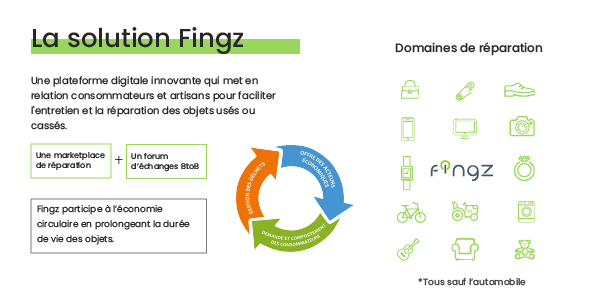 La solution Fingz
Une plateforme digitale innovante qui met en
relation consommateurs et artisans pour faciliter
l'entretien et la réparation des objets usés ou
cassés.
Une marketplace
de réparation
+
Un forum
d'échanges BtoB
Fingz participe à l'économie
circulaire en prolongeant la durée
de vie des objets.
GESTION DES DÉCHETS
OFFRE DES ACTEURS
ÉCONOMIQUES
DEMANDE ET COMPORTEMENT
DES CONSOMMATEURS
Domaines de réparation
fingz
*Tous sauf l'automobile